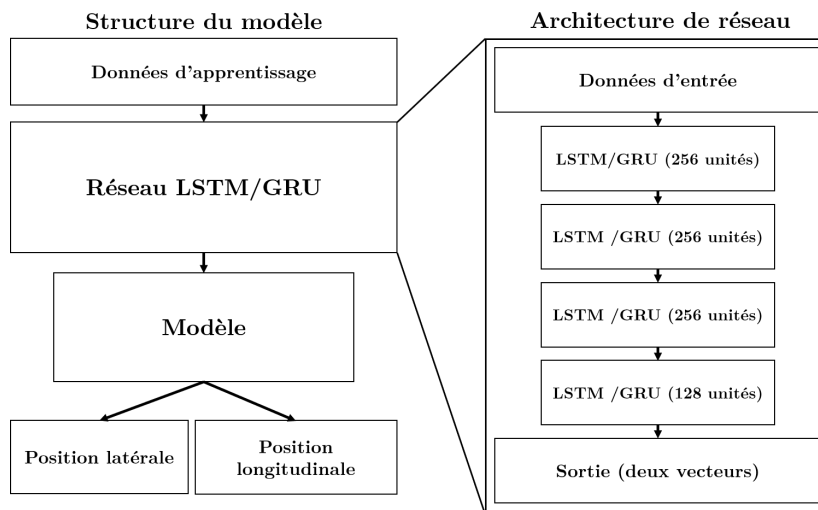 Structure du modèle
Données d'apprentissage
Réseau LSTM/GRU
Modèle
Position latérale
Position
longitudinale
Architecture de réseau
Données d'entrée
LSTM/GRU (256 unités)
LSTM /GRU (256 unités)
LSTM /GRU (256 unités)
LSTM /GRU (128 unités)
Sortie (deux vecteurs)